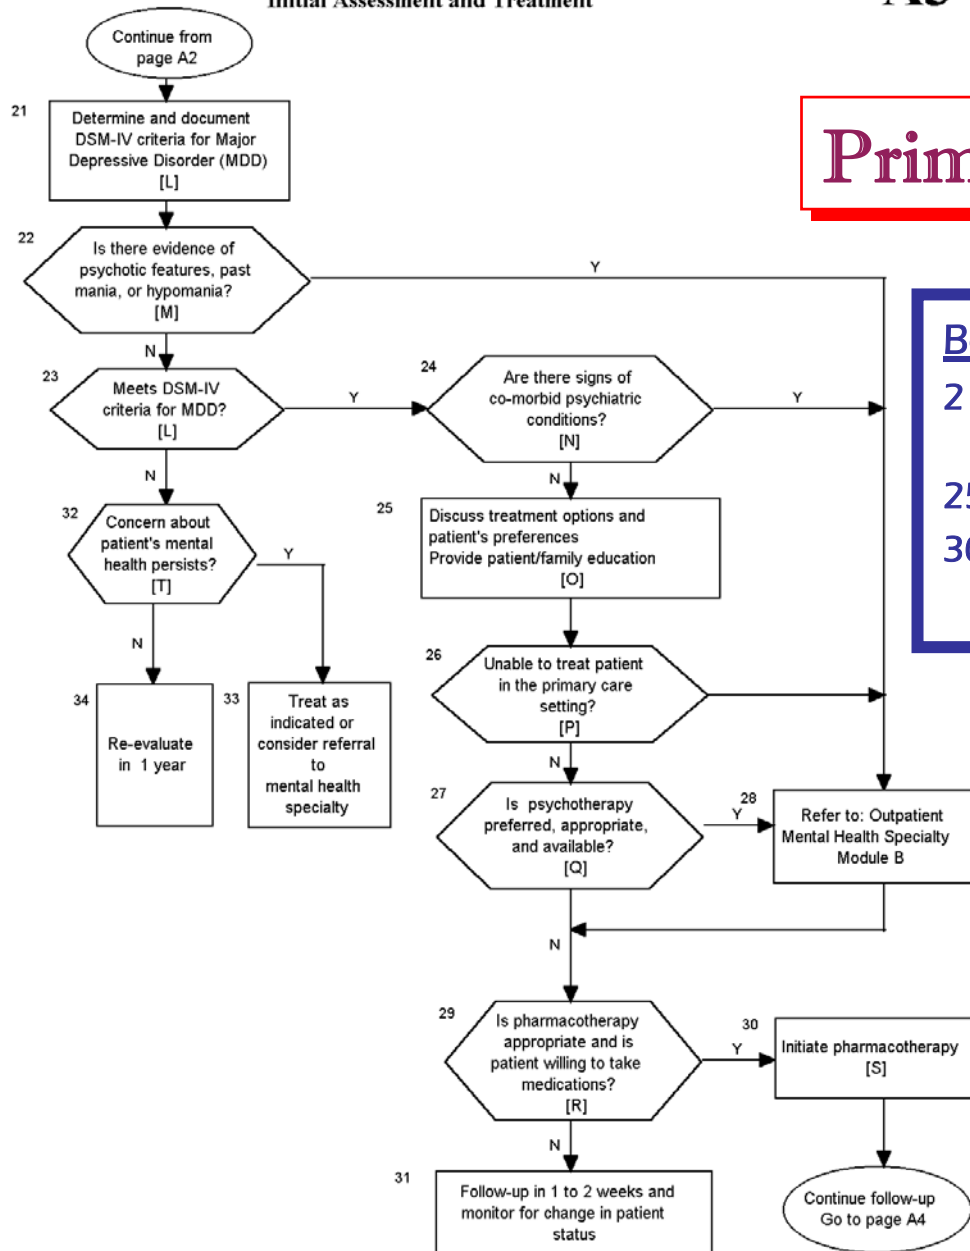 Initial Assessment and Treatment
Continue from
page A2
21
Determine and document
DSM-IV criteria for Major
Depressive Disorder (MDD)
[L]
22
Is there evidence of
psychotic features, past
mania, or hypomania?
[M]
Y
N
23
Meets DSM-IV
criteria for MDD?
[L]
Y
24
Are there signs of
co-morbid psychiatric
conditions?
[N]
Y
N
N
25
Discuss treatment options and
patient's preferences
Provide patient/family education
[O]
32
Concern about
patient's mental
health persists?
[T]
Y
N
26
Unable to treat patient
in the primary care
setting?
[P]
N
34
Re-evaluate
in 1 year
33
Treat as
indicated or
consider referral
to
mental health
specialty
27
Is psychotherapy
preferred, appropriate,
and available?
[Q]
Y
28
Refer to: Outpatient
Mental Health Specialty
Module B
N
29
Is pharmacotherapy
appropriate and is
patient willing to take
medications?
[R]
Y
30
Initiate pharmacotherapy
[S]
N
31
Follow-up in 1 to 2 weeks and
monitor for change in patient
status
Continue follow-up
Go to page A4
Prim
2
25